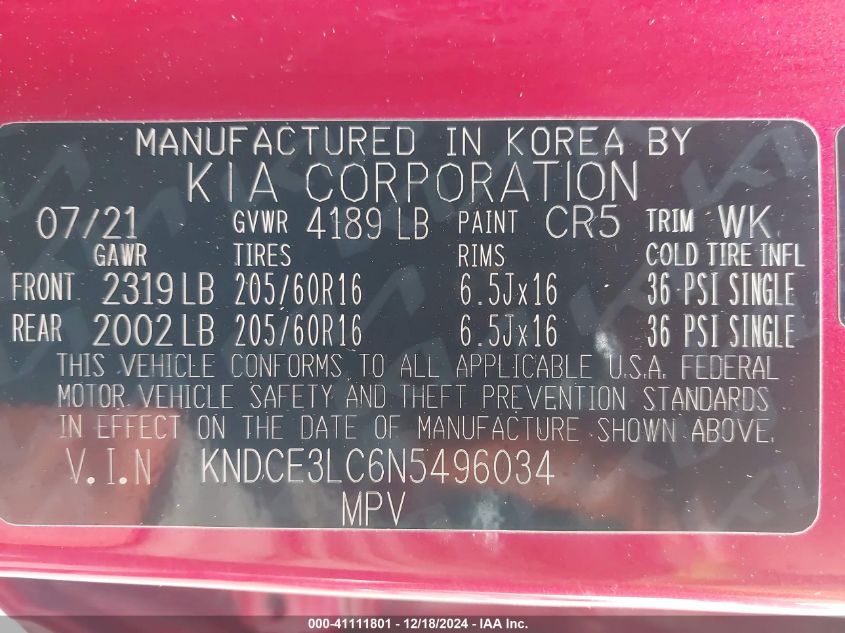 MANUFACTURED IN KOREA BY
KIA CORPORATION
07/21 GVWR 4189 LB PAINT CR5 TRIM WK
GAWR TIRES RIMS COLD TIRE INFL
FRONT 2319 LB 205/60R16 6.5Jx16 36 PSI SINGLE
REAR 2002 LB 205/60R16 6.5Jx16 36 PSI SINGLE
THIS VEHICLE CONFORMS TO ALL APPLICABLE U.S.A. FEDERAL
MOTOR VEHICLE SAFETY AND THEFT PREVENTION STANDARDS
IN EFFECT ON THE DATE OF MANUFACTURE SHOWN ABOVE.
V.I.N KNDCE3LC6N5496034
MPV
000-41111801 - 12/18/2024 - IAA Inc.